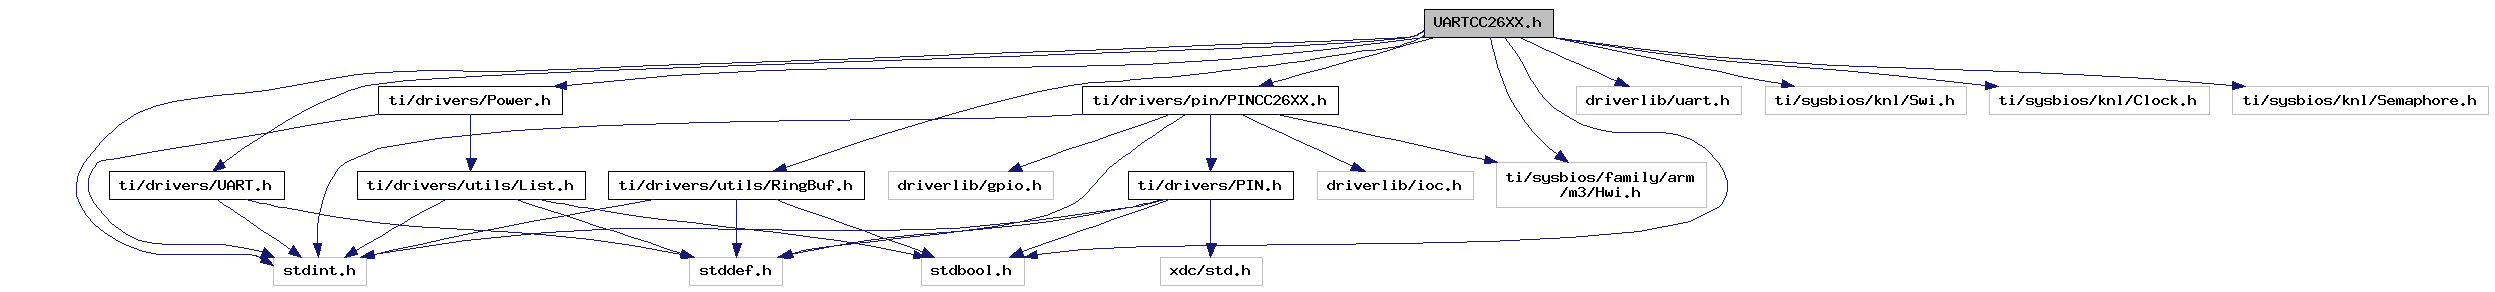 UARTCC26XX.h
ti/drivers/Power.h
ti/drivers/pin/PINCC26XX.h
driverlib/uart.h
ti/sysbios/knl/Swi.h
ti/sysbios/knl/Clock.h
ti/sysbios/knl/Semaphore.h
ti/drivers/UART.h
ti/drivers/utils/List.h
ti/drivers/utils/RingBuf.h
driverlib/gpio.h
ti/drivers/PIN.h
driverlib/ioc.h
ti/sysbios/family/arm
/m3/Hwi.h
stdint.h
stddef.h
stdbool.h
xdc/std.h